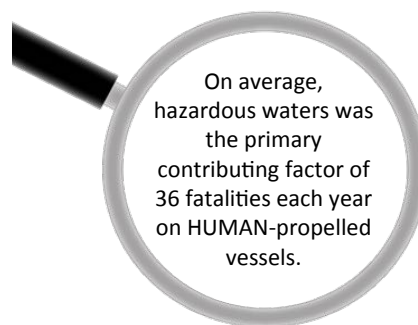 On average,
hazardous waters was
the primary
contributing factor of
36 fatalities each year
on HUMAN-propelled
vessels.